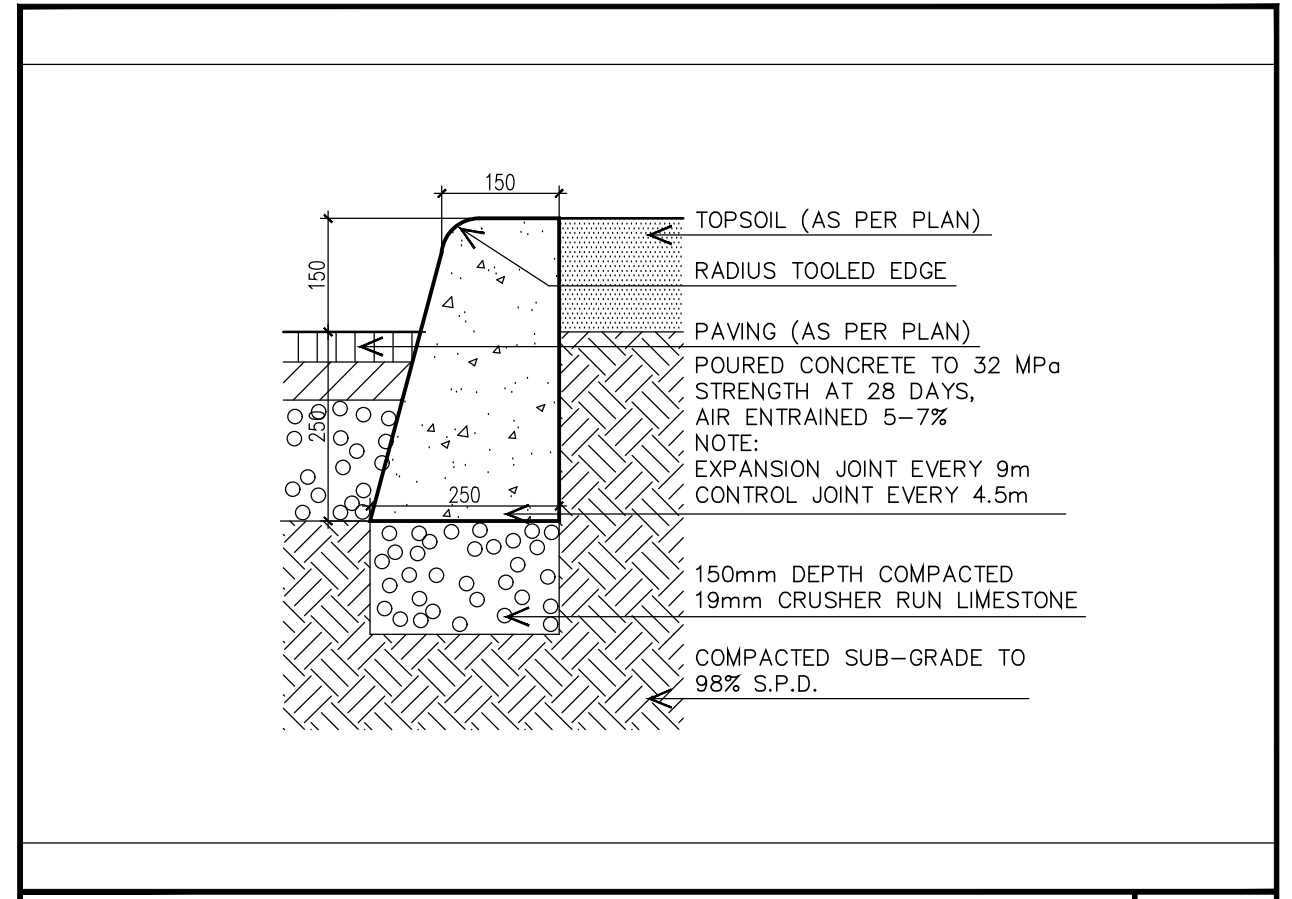 150
TOPSOIL (AS PER PLAN)
150
RADIUS TOOLED EDGE
PAVING (AS PER PLAN)
POURED CONCRETE TO 32 MPa
STRENGTH AT 28 DAYS,
AIR ENTRAINED 5-7%
250
NOTE:
EXPANSION JOINT EVERY 9m
250
CONTROL JOINT EVERY 4.5m
150mm DEPTH COMPACTED
19mm CRUSHER RUN LIMESTONE
COMPACTED SUB-GRADE TO
98% S.P.D.